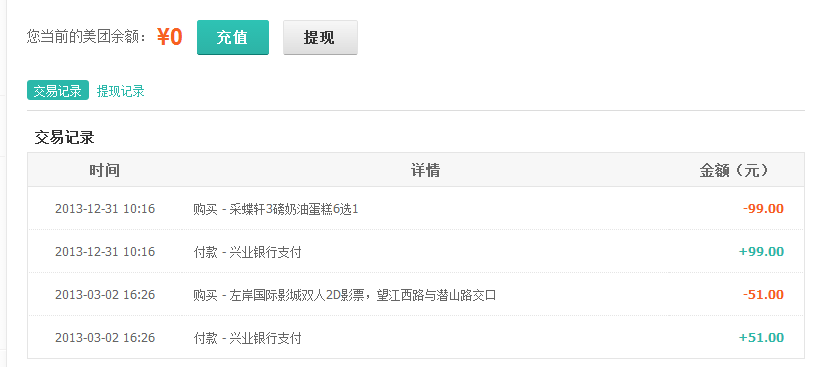 您当前的美团余额： ¥0 充值 提现
交易记录 提现记录
交易记录
时间 详情 金额（元）
2013-12-31 10:16 购买 - 采蝶轩3磅奶油蛋糕6选1 -99.00
2013-12-31 10:16 付款 - 兴业银行支付 +99.00
2013-03-02 16:26 购买 - 左岸国际影城双人2D影票，望江西路与潜山路交口 -51.00
2013-03-02 16:26 付款 - 兴业银行支付 +51.00